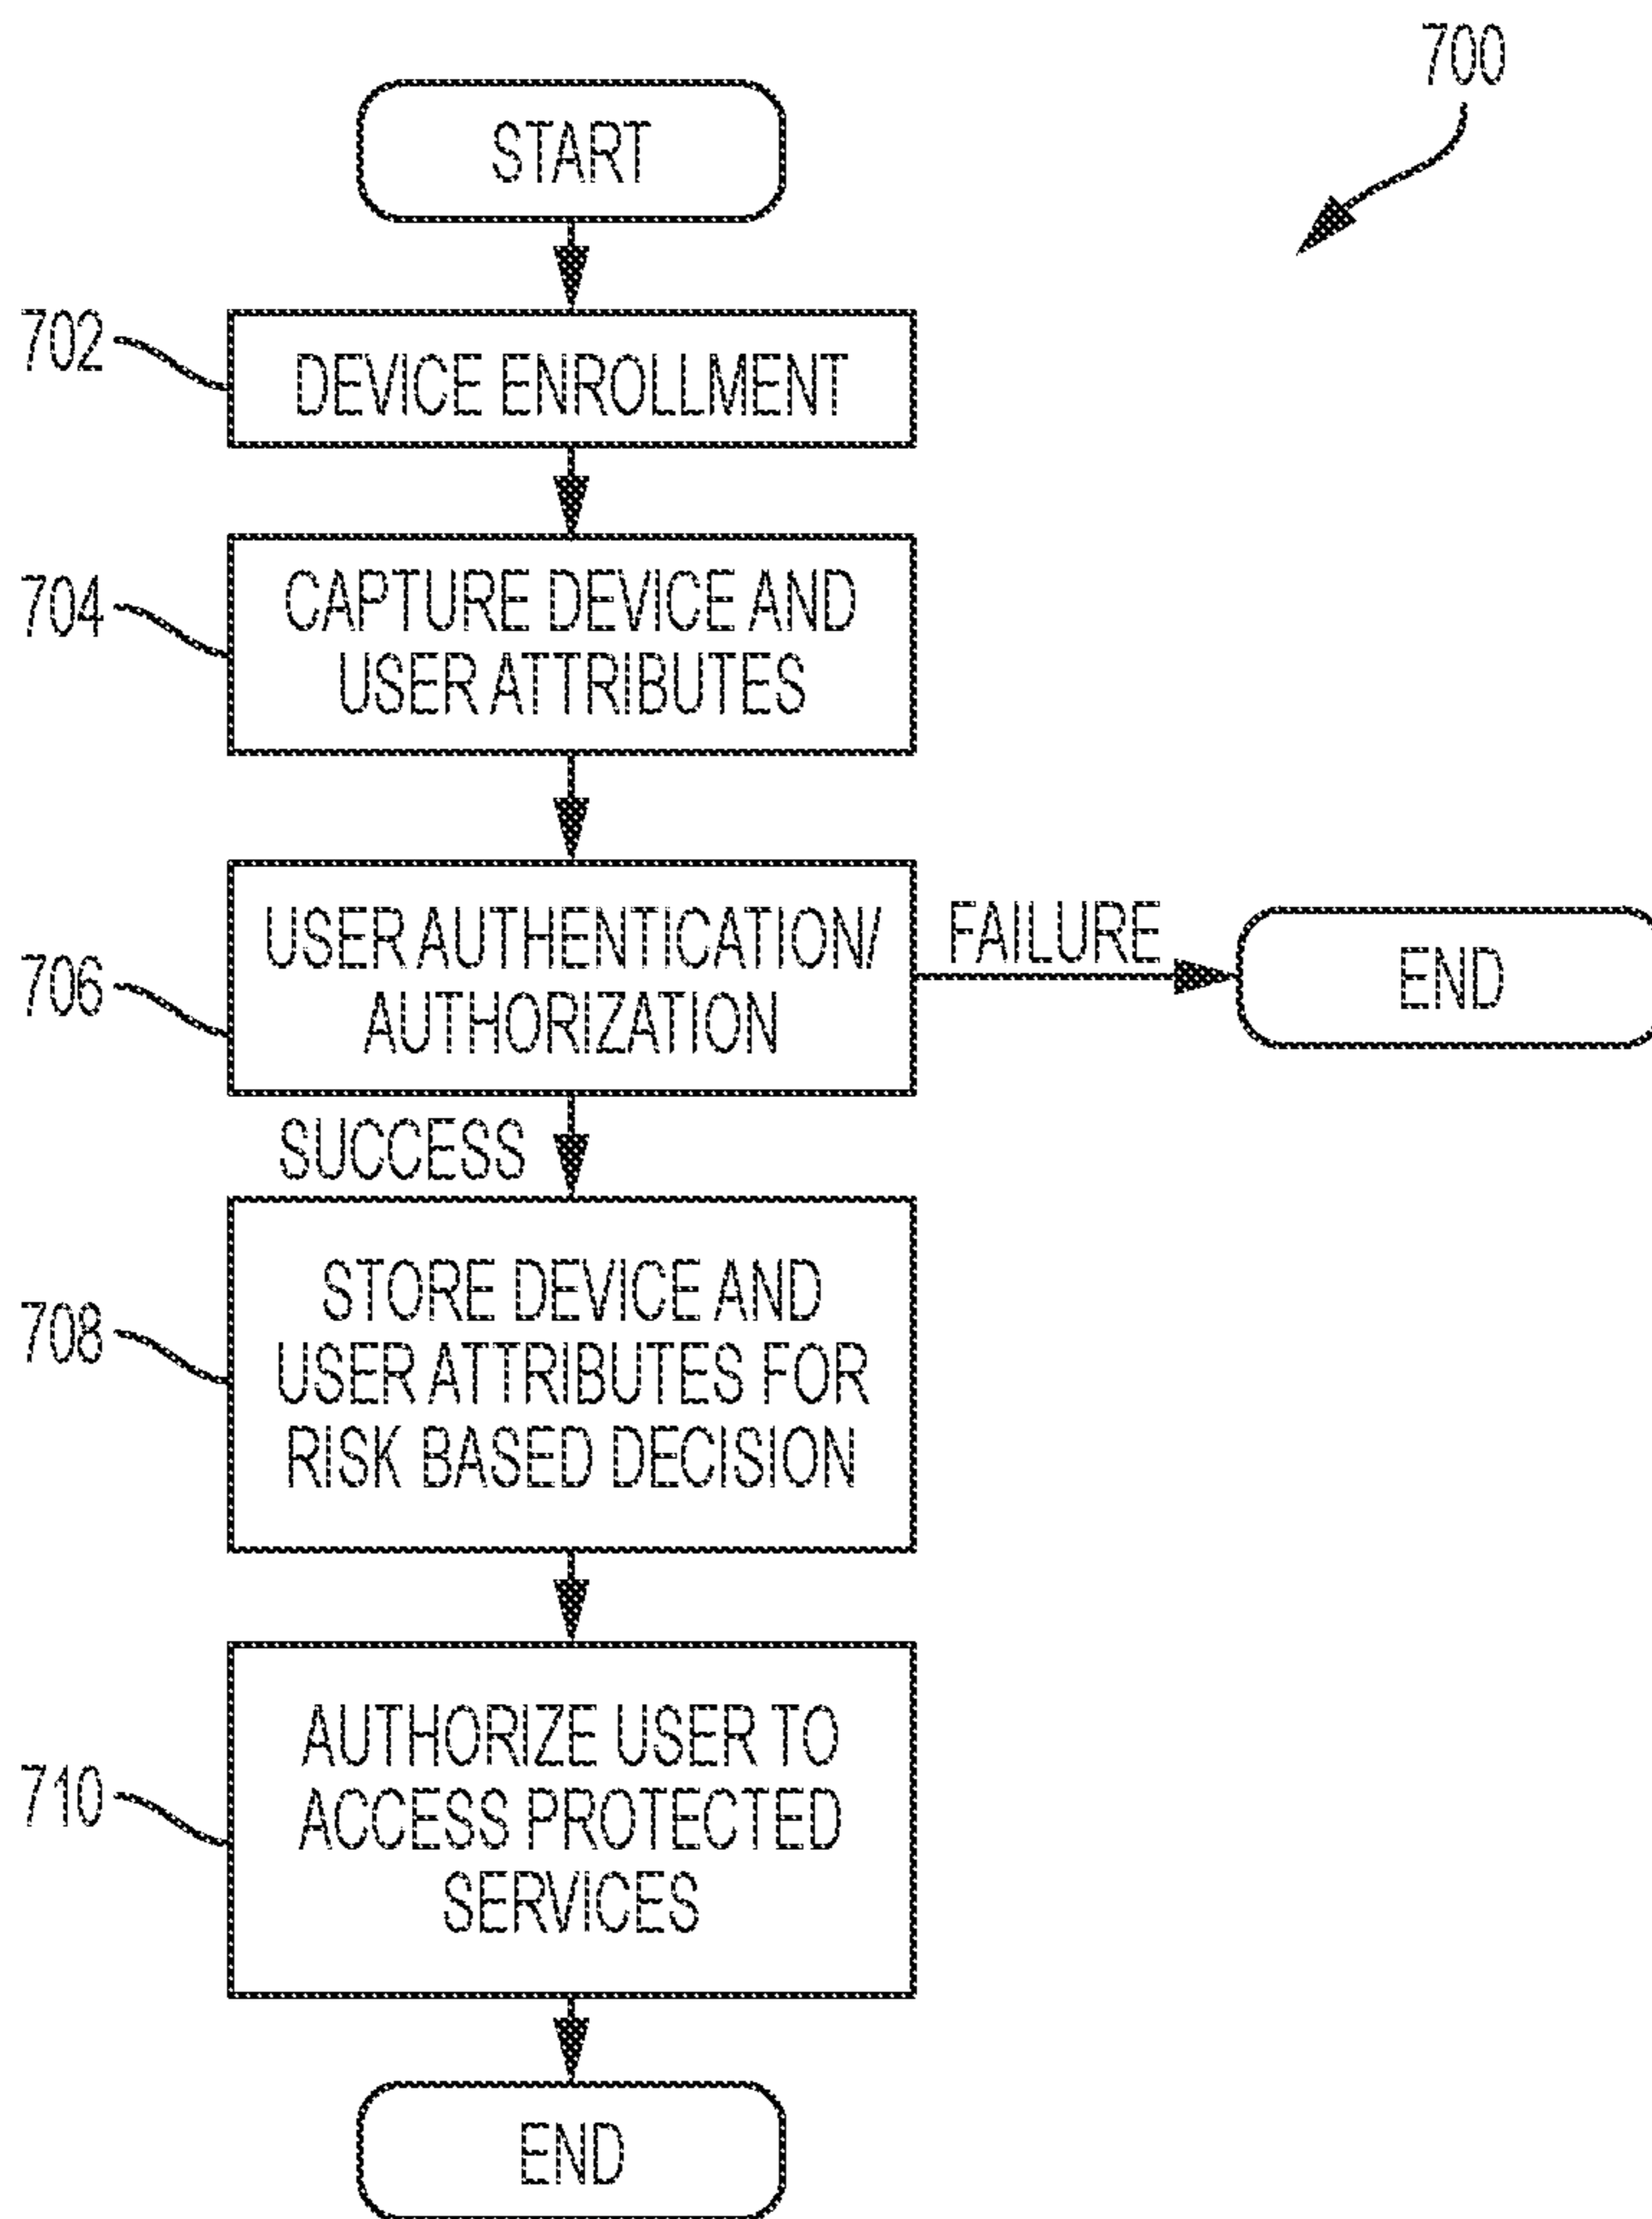 700
START
702
DEVICE ENROLLMENT
704
CAPTURE DEVICE AND
USER ATTRIBUTES
706
USER AUTHENTICATION/
AUTHORIZATION
FAILURE
END
SUCCESS
708
STORE DEVICE AND
USER ATTRIBUTES FOR
RISK BASED DECISION
710
AUTHORIZE USER TO
ACCESS PROTECTED
SERVICES
END